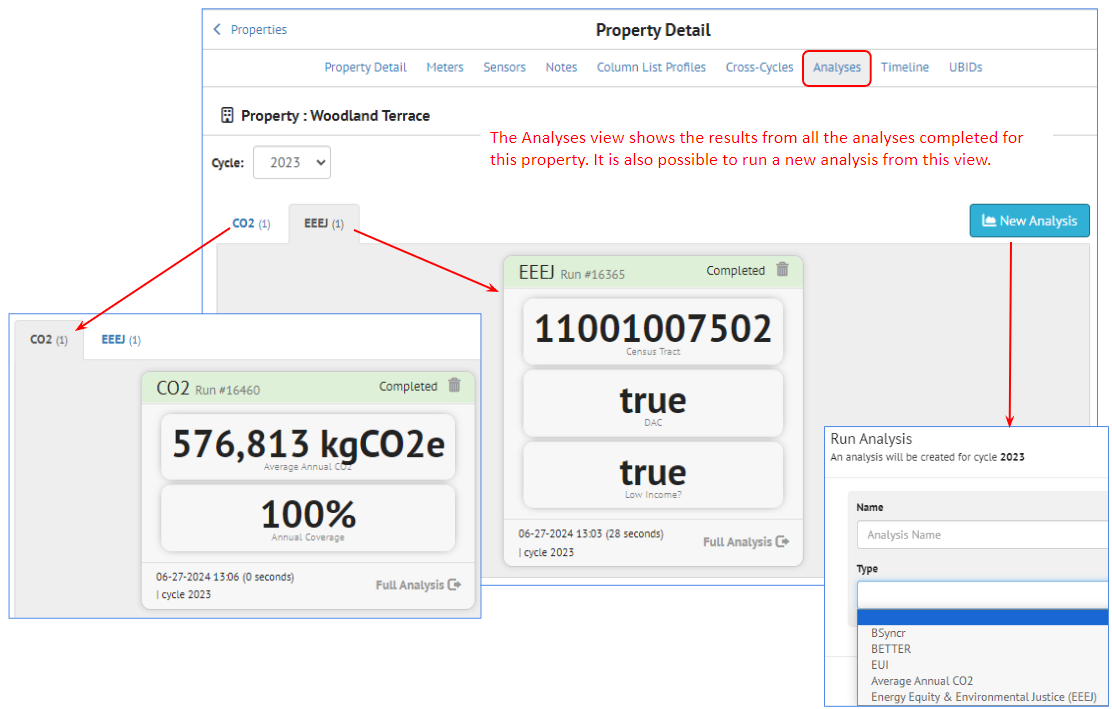 Properties
Property Detail
Property Detail Meters Sensors Notes Column List Profiles Cross-Cycles Analyses Timeline UBIDs
Property : Woodland Terrace
The Analyses view shows the results from all the analyses completed for
this property. It is also possible to run a new analysis from this view.
Cycle: 2023
CO2 (1) EEEJ (1)
New Analysis
EEEJ Run #16365 Completed
11001007502
Census Tract
true
DAC
true
Low Income?
06-27-2024 13:03 (28 seconds)
| cycle 2023
Full Analysis
CO2 (1) EEEJ (1)
CO2 Run #16460 Completed
576,813 kgCO2e
Average Annual CO2
100%
Annual Coverage
06-27-2024 13:06 (0 seconds)
| cycle 2023
Full Analysis
Run Analysis
An analysis will be created for cycle 2023
Name
Analysis Name
Type
BSyncr
BETTER
EUI
Average Annual CO2
Energy Equity & Environmental Justice (EEEJ)